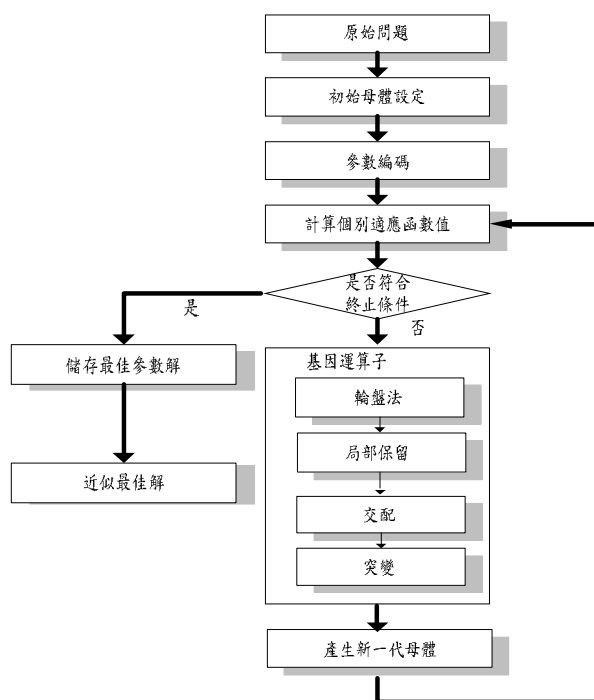 原始問題
初始母體設定
參數編碼
計算個別適應函數值
是否符合
終止條件
是
否
儲存最佳參數解
近似最佳解
基因運算子
輪盤法
局部保留
交配
突變
產生新一代母體